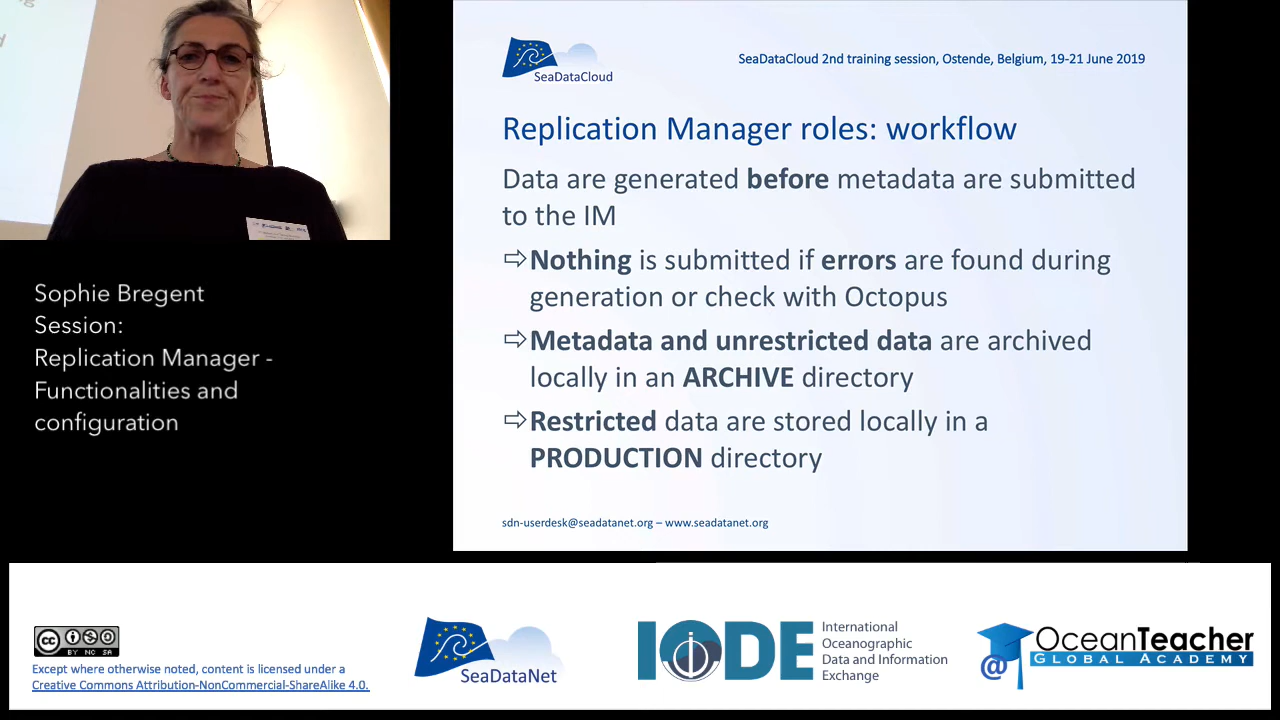 Sophie Bregent
Session:
Replication Manager -
Functionalities and
configuration
SeaDataCloud
SeaDataCloud 2nd training session, Ostende, Belgium, 19-21 June 2019
Replication Manager roles: workflow
Data are generated before metadata are submitted
to the IM
⇨Nothing is submitted if errors are found during
generation or check with Octopus
⇨Metadata and unrestricted data are archived
locally in an ARCHIVE directory
⇨Restricted data are stored locally in a
PRODUCTION directory
sdn-userdesk@seadatanet.org – www.seadatanet.org
cc
BY NC SA
Except where otherwise noted, content is licensed under a
Creative Commons Attribution-NonCommercial-ShareAlike 4.0.
SeaDataNet
IODE
International
Oceanographic
Data and Information
Exchange
@
OceanTeacher
GLOBAL ACADEMY